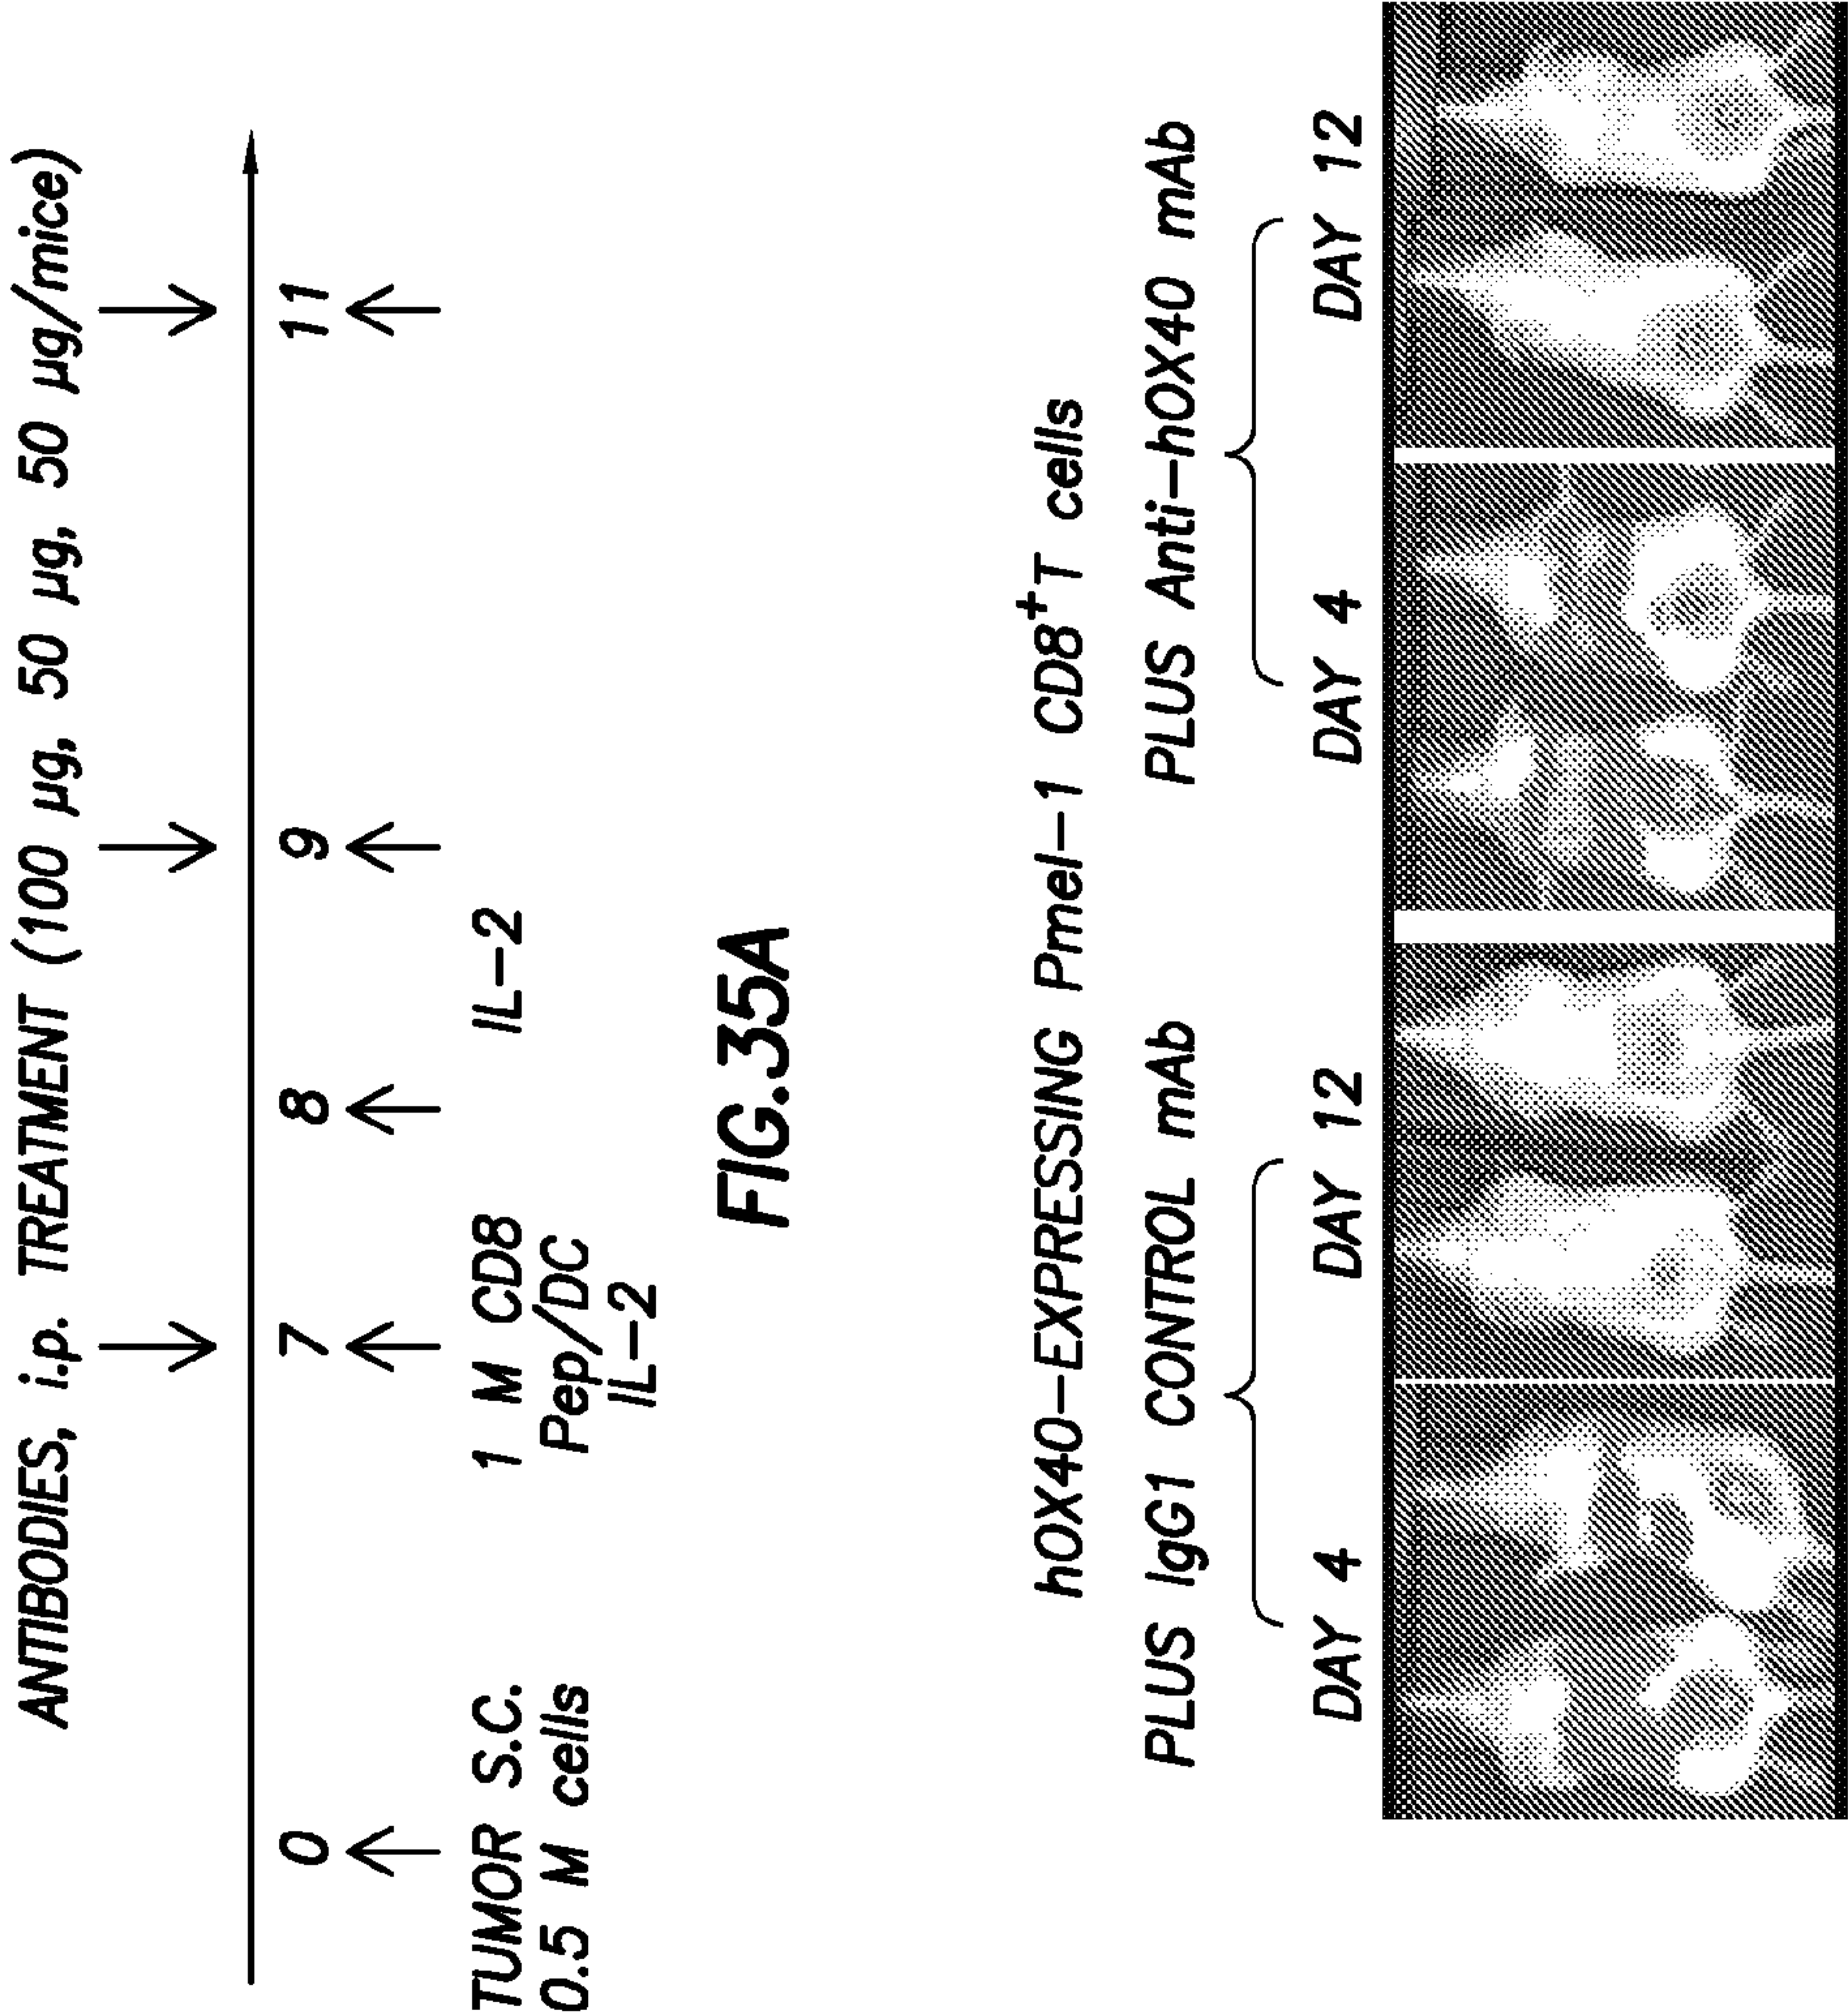 ANTIBODIES, i.p. TREATMENT (100 µg, 50 µg, 50 µg, 50 µg/mice)
0 7 8 9 11
TUMOR S.C. 1 M CD8 IL-2
0.5 M cells Pep/DC
IL-2
FIG.35A
hOX40-EXPRESSING Pmel-1 CD8+T cells
PLUS IgG1 CONTROL mAb PLUS Anti-hOX40 mAb
DAY 4 DAY 12 DAY 4 DAY 12